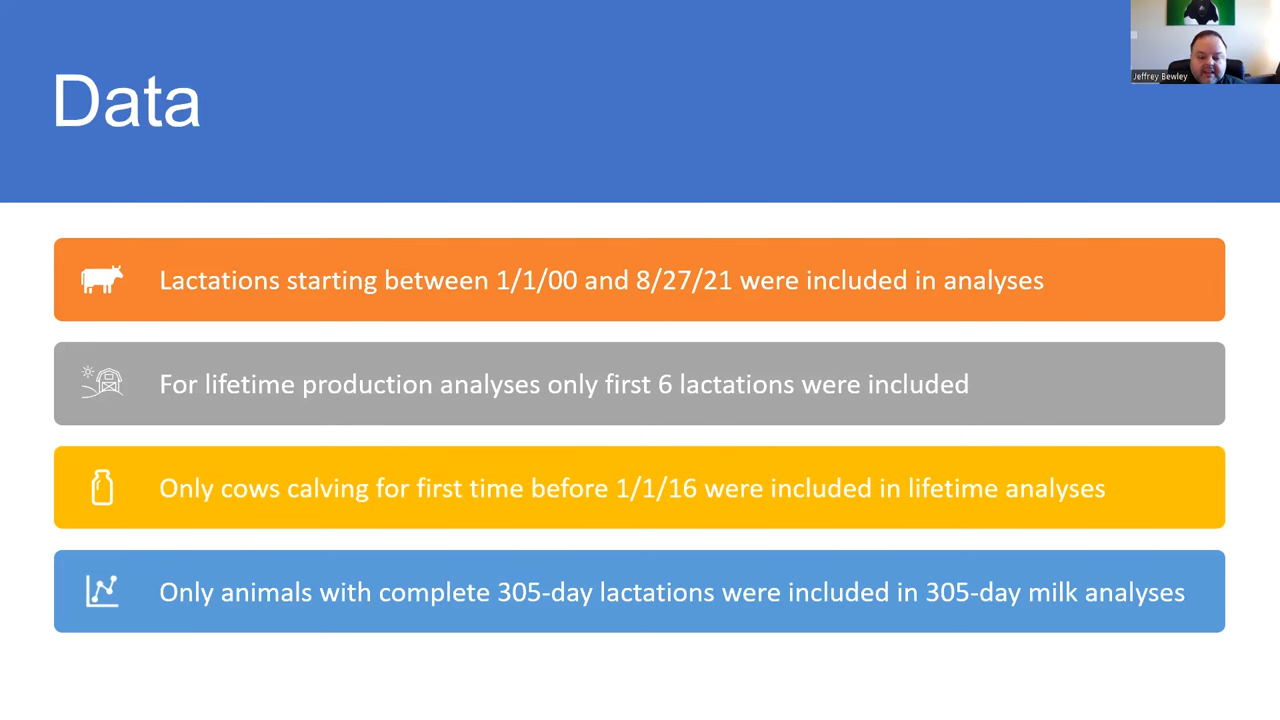 Data
Jeffrey Bewley
Lactations starting between 1/1/00 and 8/27/21 were included in analyses
For lifetime production analyses only first 6 lactations were included
Only cows calving for first time before 1/1/16 were included in lifetime analyses
Only animals with complete 305-day lactations were included in 305-day milk analyses